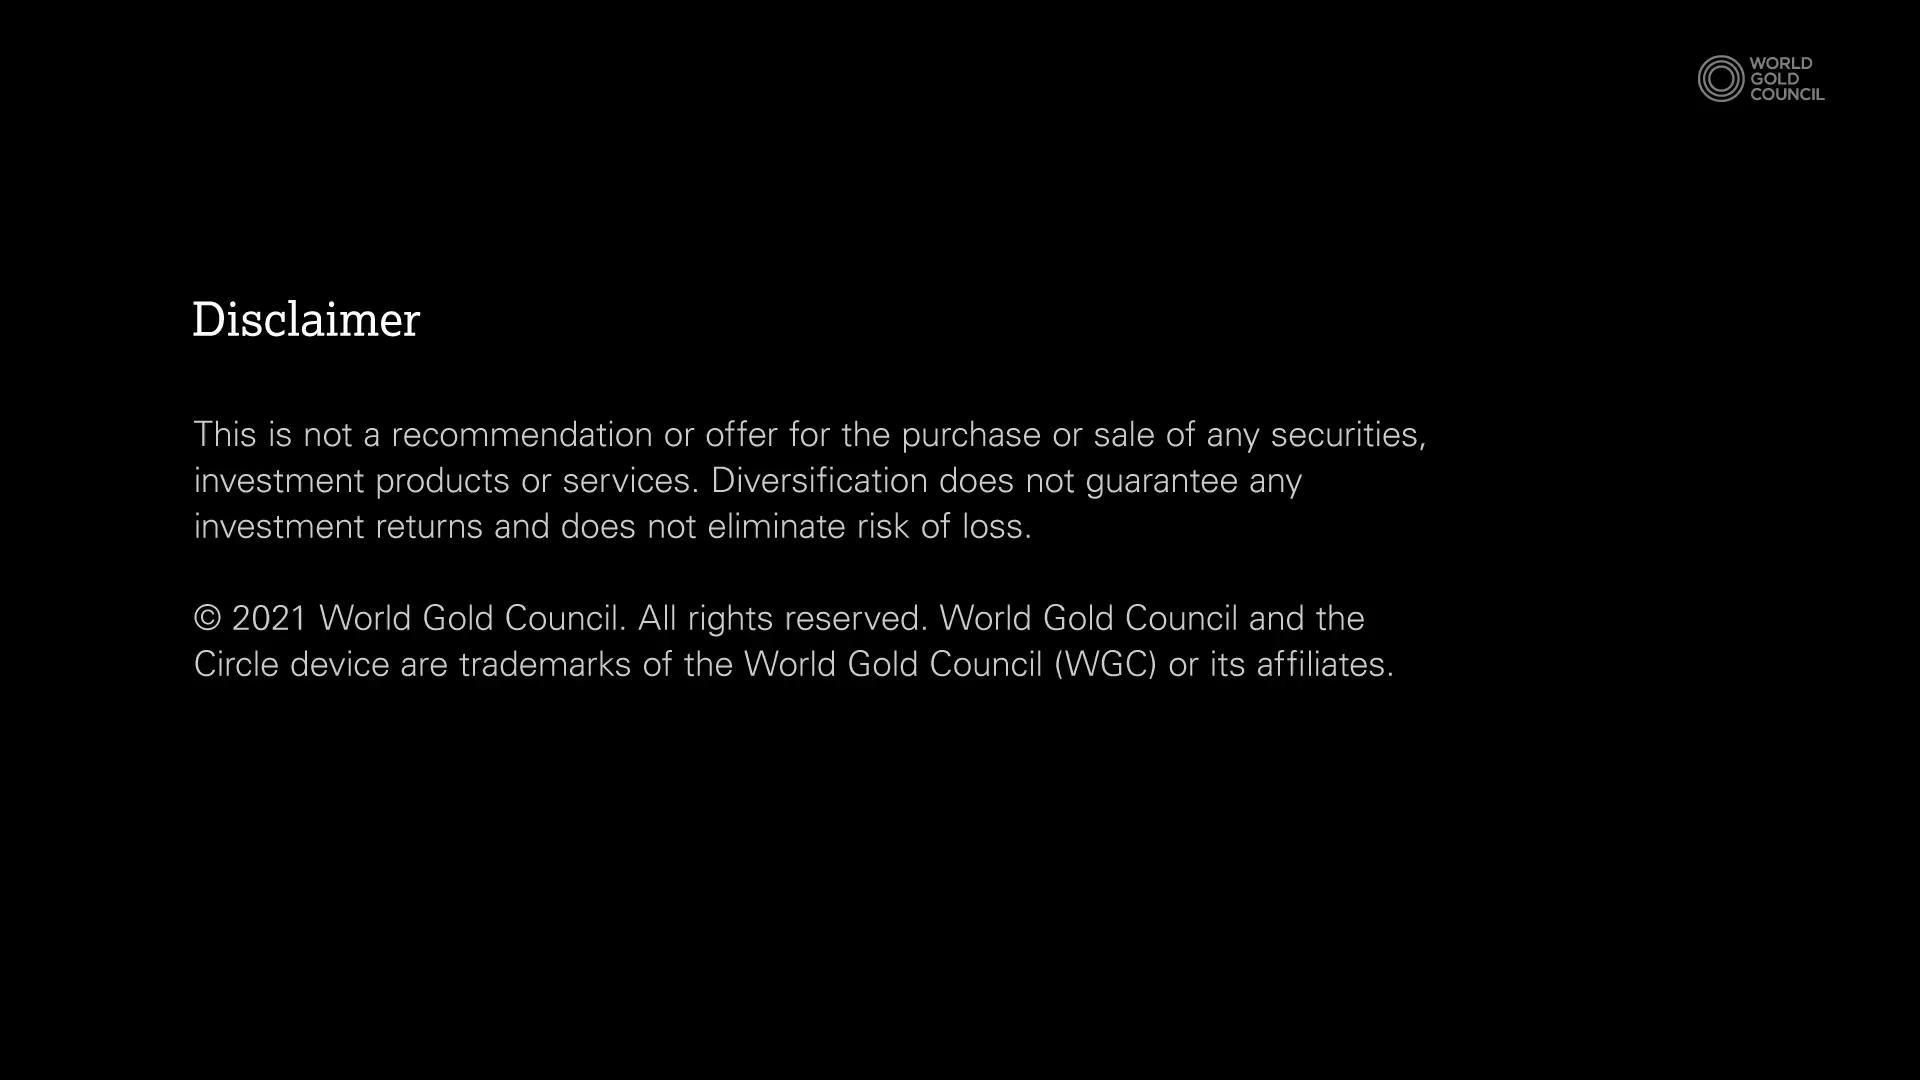 WORLD
GOLD
COUNCIL
Disclaimer
This is not a recommendation or offer for the purchase or sale of any securities,
investment products or services. Diversification does not guarantee any
investment returns and does not eliminate risk of loss.
© 2021 World Gold Council. All rights reserved. World Gold Council and the
Circle device are trademarks of the World Gold Council (WGC) or its affiliates.